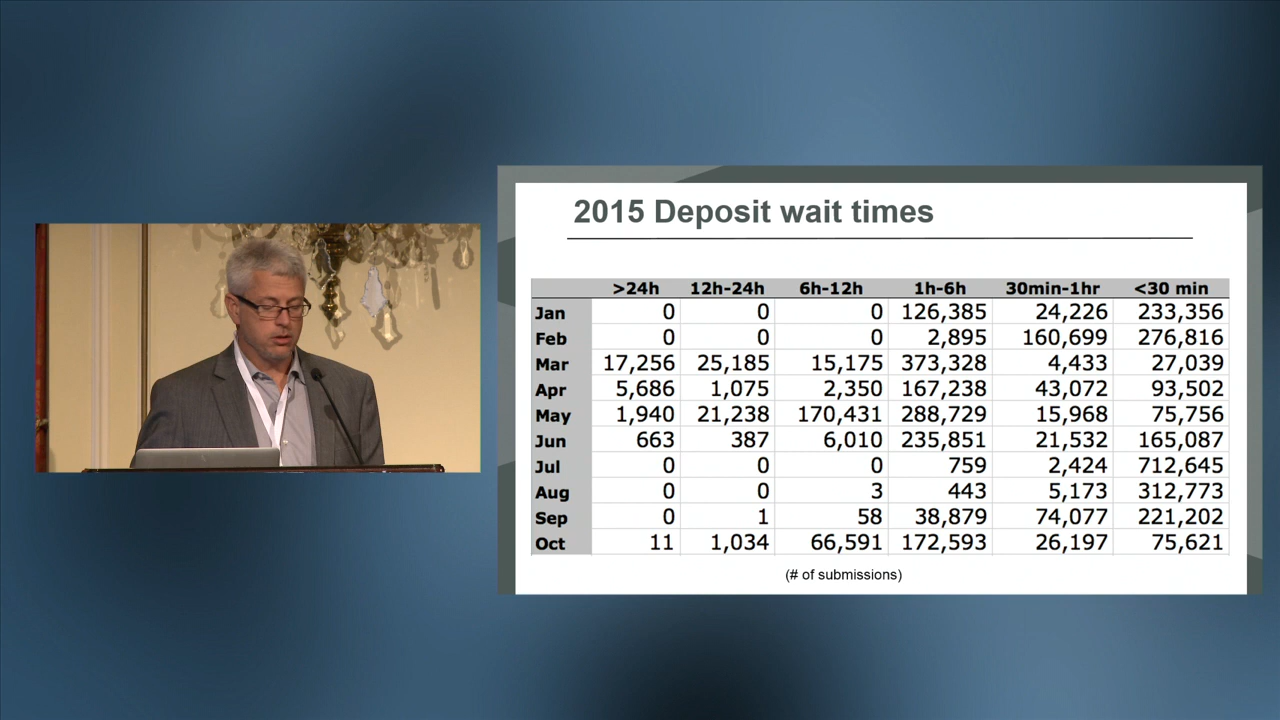 2015 Deposit wait times
>24h 12h-24h 6h-12h 1h-6h 30min-1hr <30 min
Jan 0 0 0 126,385 24,226 233,356
Feb 0 0 0 2,895 160,699 276,816
Mar 17,256 25,185 15,175 373,328 4,433 27,039
Apr 5,686 1,075 2,350 167,238 43,072 93,502
May 1,940 21,238 170,431 288,729 15,968 75,756
Jun 663 387 6,010 235,851 21,532 165,087
Jul 0 0 0 759 2,424 712,645
Aug 0 0 3 443 5,173 312,773
Sep 0 1 58 38,879 74,077 221,202
Oct 11 1,034 66,591 172,593 26,197 75,621
(# of submissions)